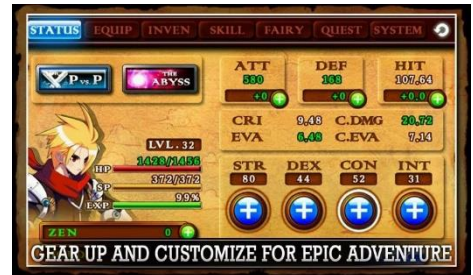 STATUS EQUIP INVEN SKILL FAIRY QUEST SYSTEM
P vs P THE ABYSS
ATT DEF HIT
580 168 107,64
+0 +0 +0,0
CRI 9,48 C.DMG 20,72
EVA 6,48 C.EVA 7,14
LVL. 32
HP 1428/1456
SP 372/372
EXP 99%
STR DEX CON INT
80 44 52 31
ZEN 0
GEAR UP AND CUSTOMIZE FOR EPIC ADVENTURE